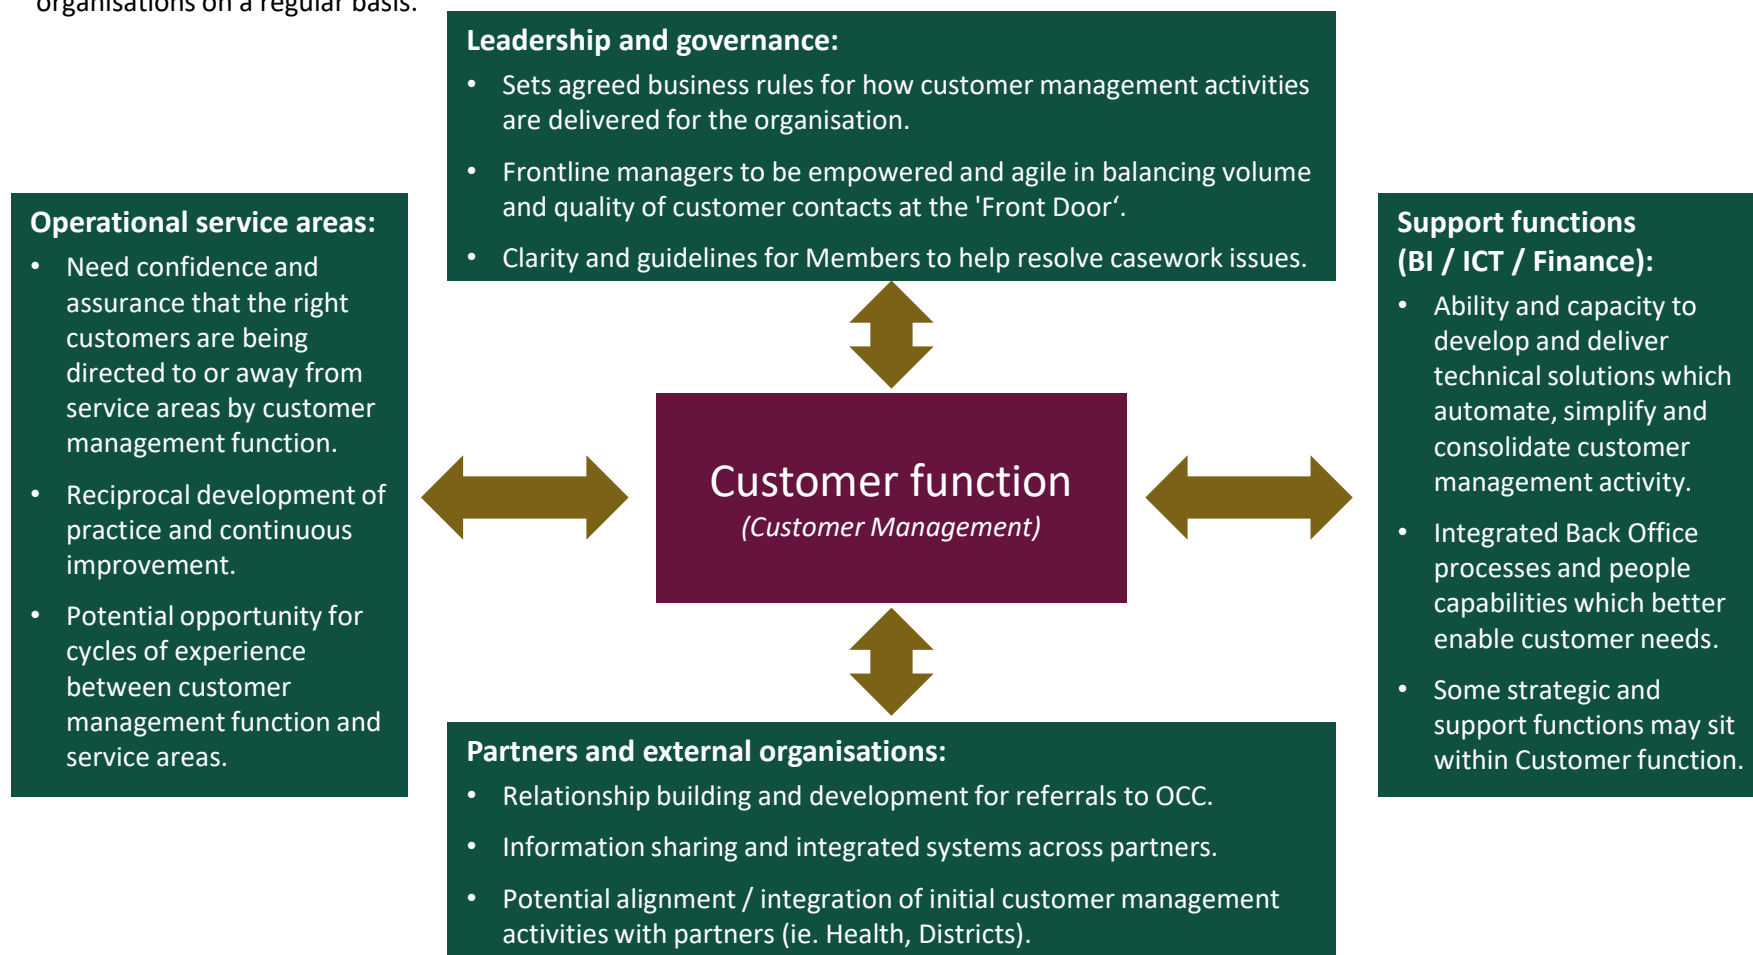 organisations on a regular basis.
Leadership and governance:
• Sets agreed business rules for how customer management activities
are delivered for the organisation.
• Frontline managers to be empowered and agile in balancing volume
and quality of customer contacts at the 'Front Door‘.
• Clarity and guidelines for Members to help resolve casework issues.
Operational service areas:
• Need confidence and
assurance that the right
customers are being
directed to or away from
service areas by customer
management function.
• Reciprocal development of
practice and continuous
improvement.
• Potential opportunity for
cycles of experience
between customer
management function and
service areas.
Customer function
(Customer Management)
Support functions
(BI / ICT / Finance):
• Ability and capacity to
develop and deliver
technical solutions which
automate, simplify and
consolidate customer
management activity.
• Integrated Back Office
processes and people
capabilities which better
enable customer needs.
• Some strategic and
support functions may sit
within Customer function.
Partners and external organisations:
• Relationship building and development for referrals to OCC.
• Information sharing and integrated systems across partners.
• Potential alignment / integration of initial customer management
activities with partners (ie. Health, Districts).